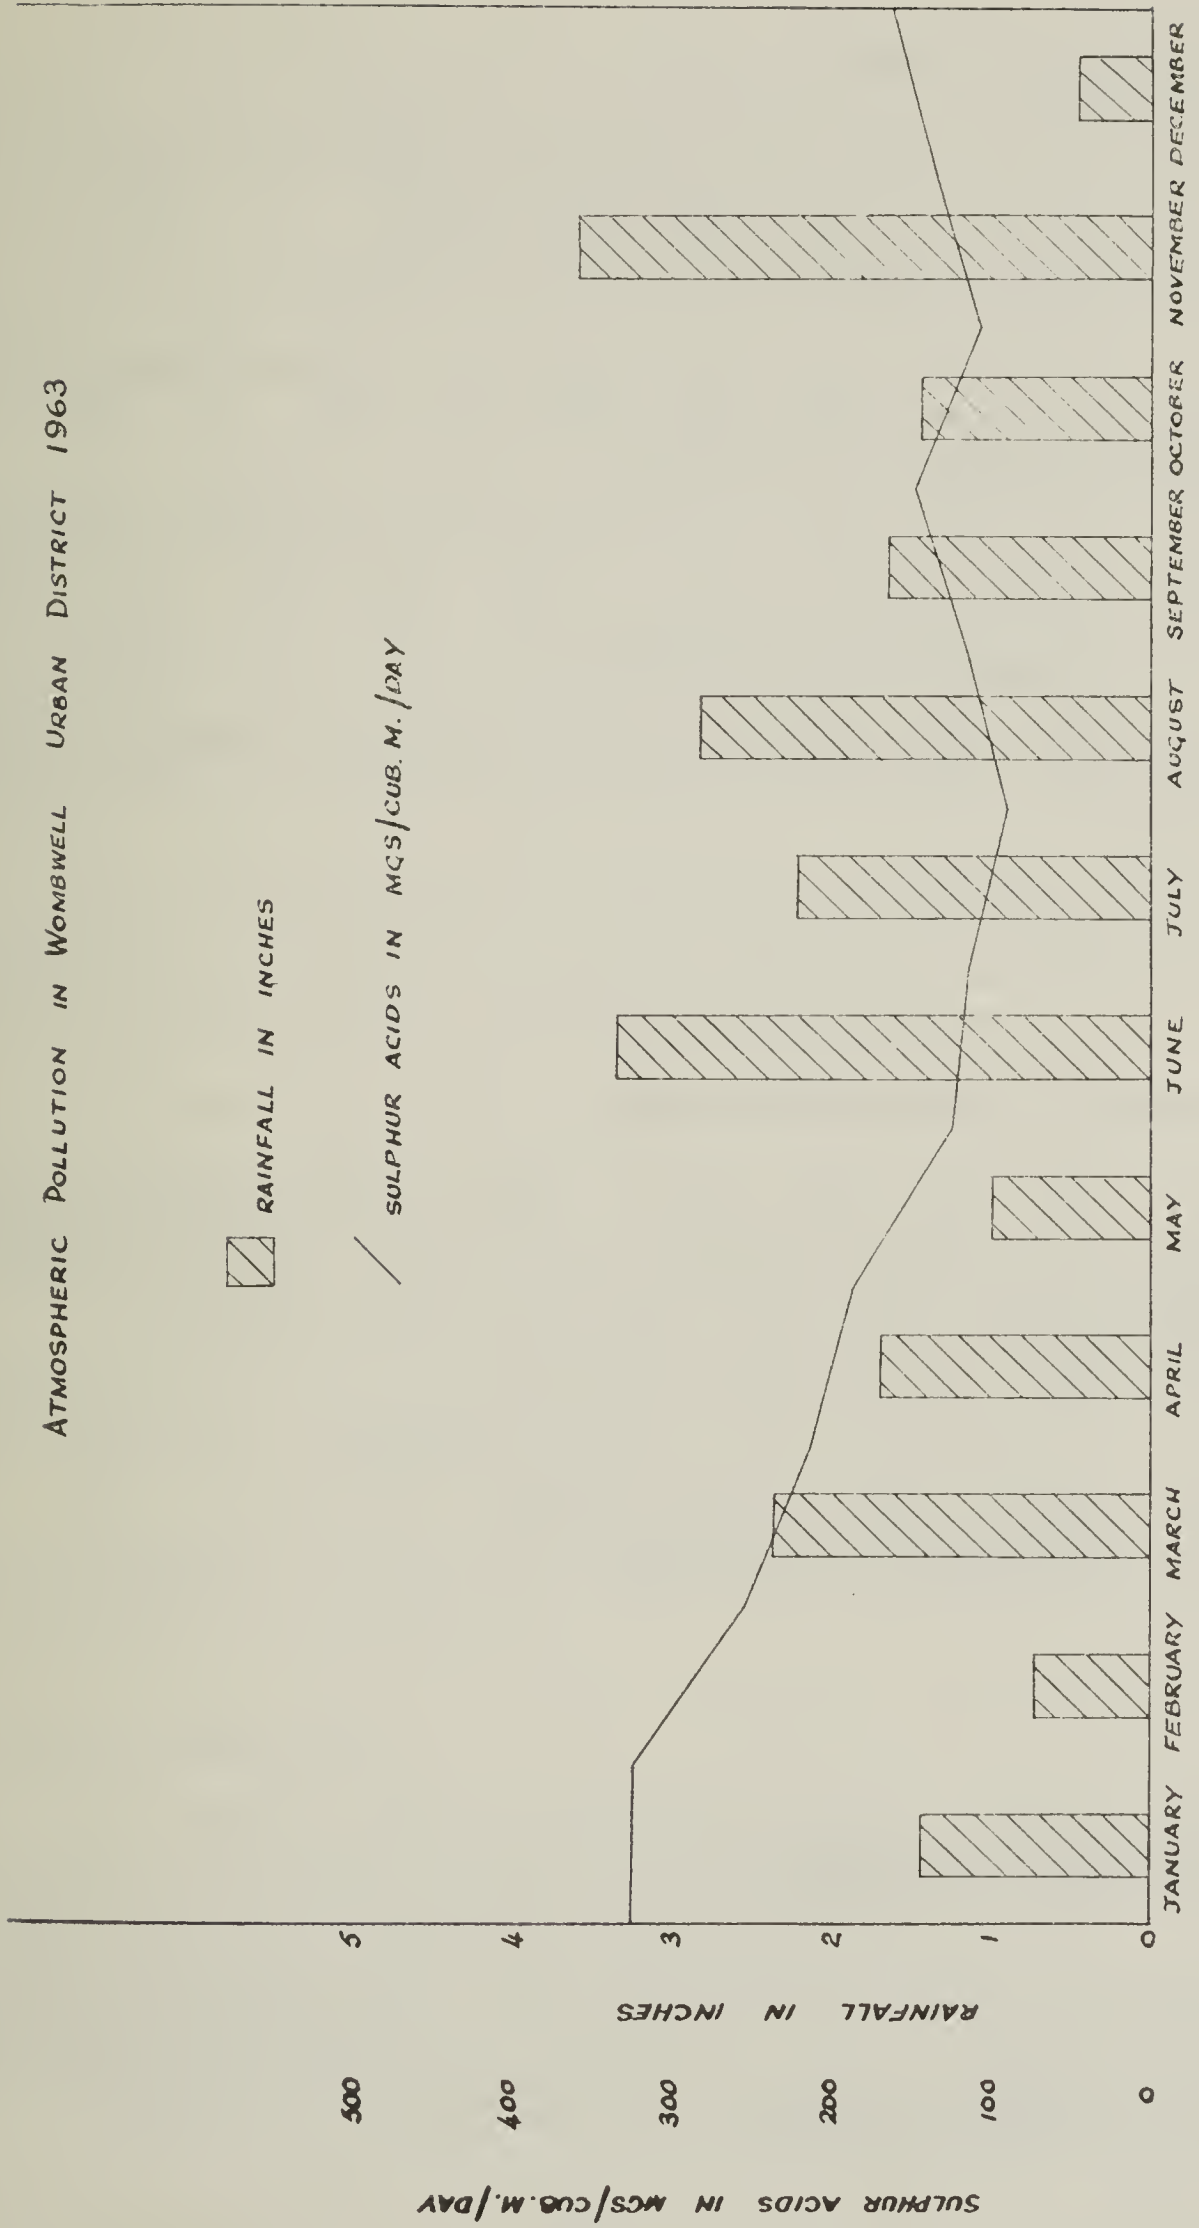 ATMOSPHERIC POLLUTION IN WOMBWELL URBAN DISTRICT 1963
RAINFALL IN INCHES
SULPHUR ACIDS IN MGS/CUB. M./DAY
SULPHUR ACIDS IN MGS/CUB. M./DAY
500
400
300
200
100
0
RAINFALL IN INCHES
5
4
3
2
1
0
JANUARY FEBRUARY MARCH APRIL MAY JUNE JULY AUGUST SEPTEMBER OCTOBER NOVEMBER DECEMBER